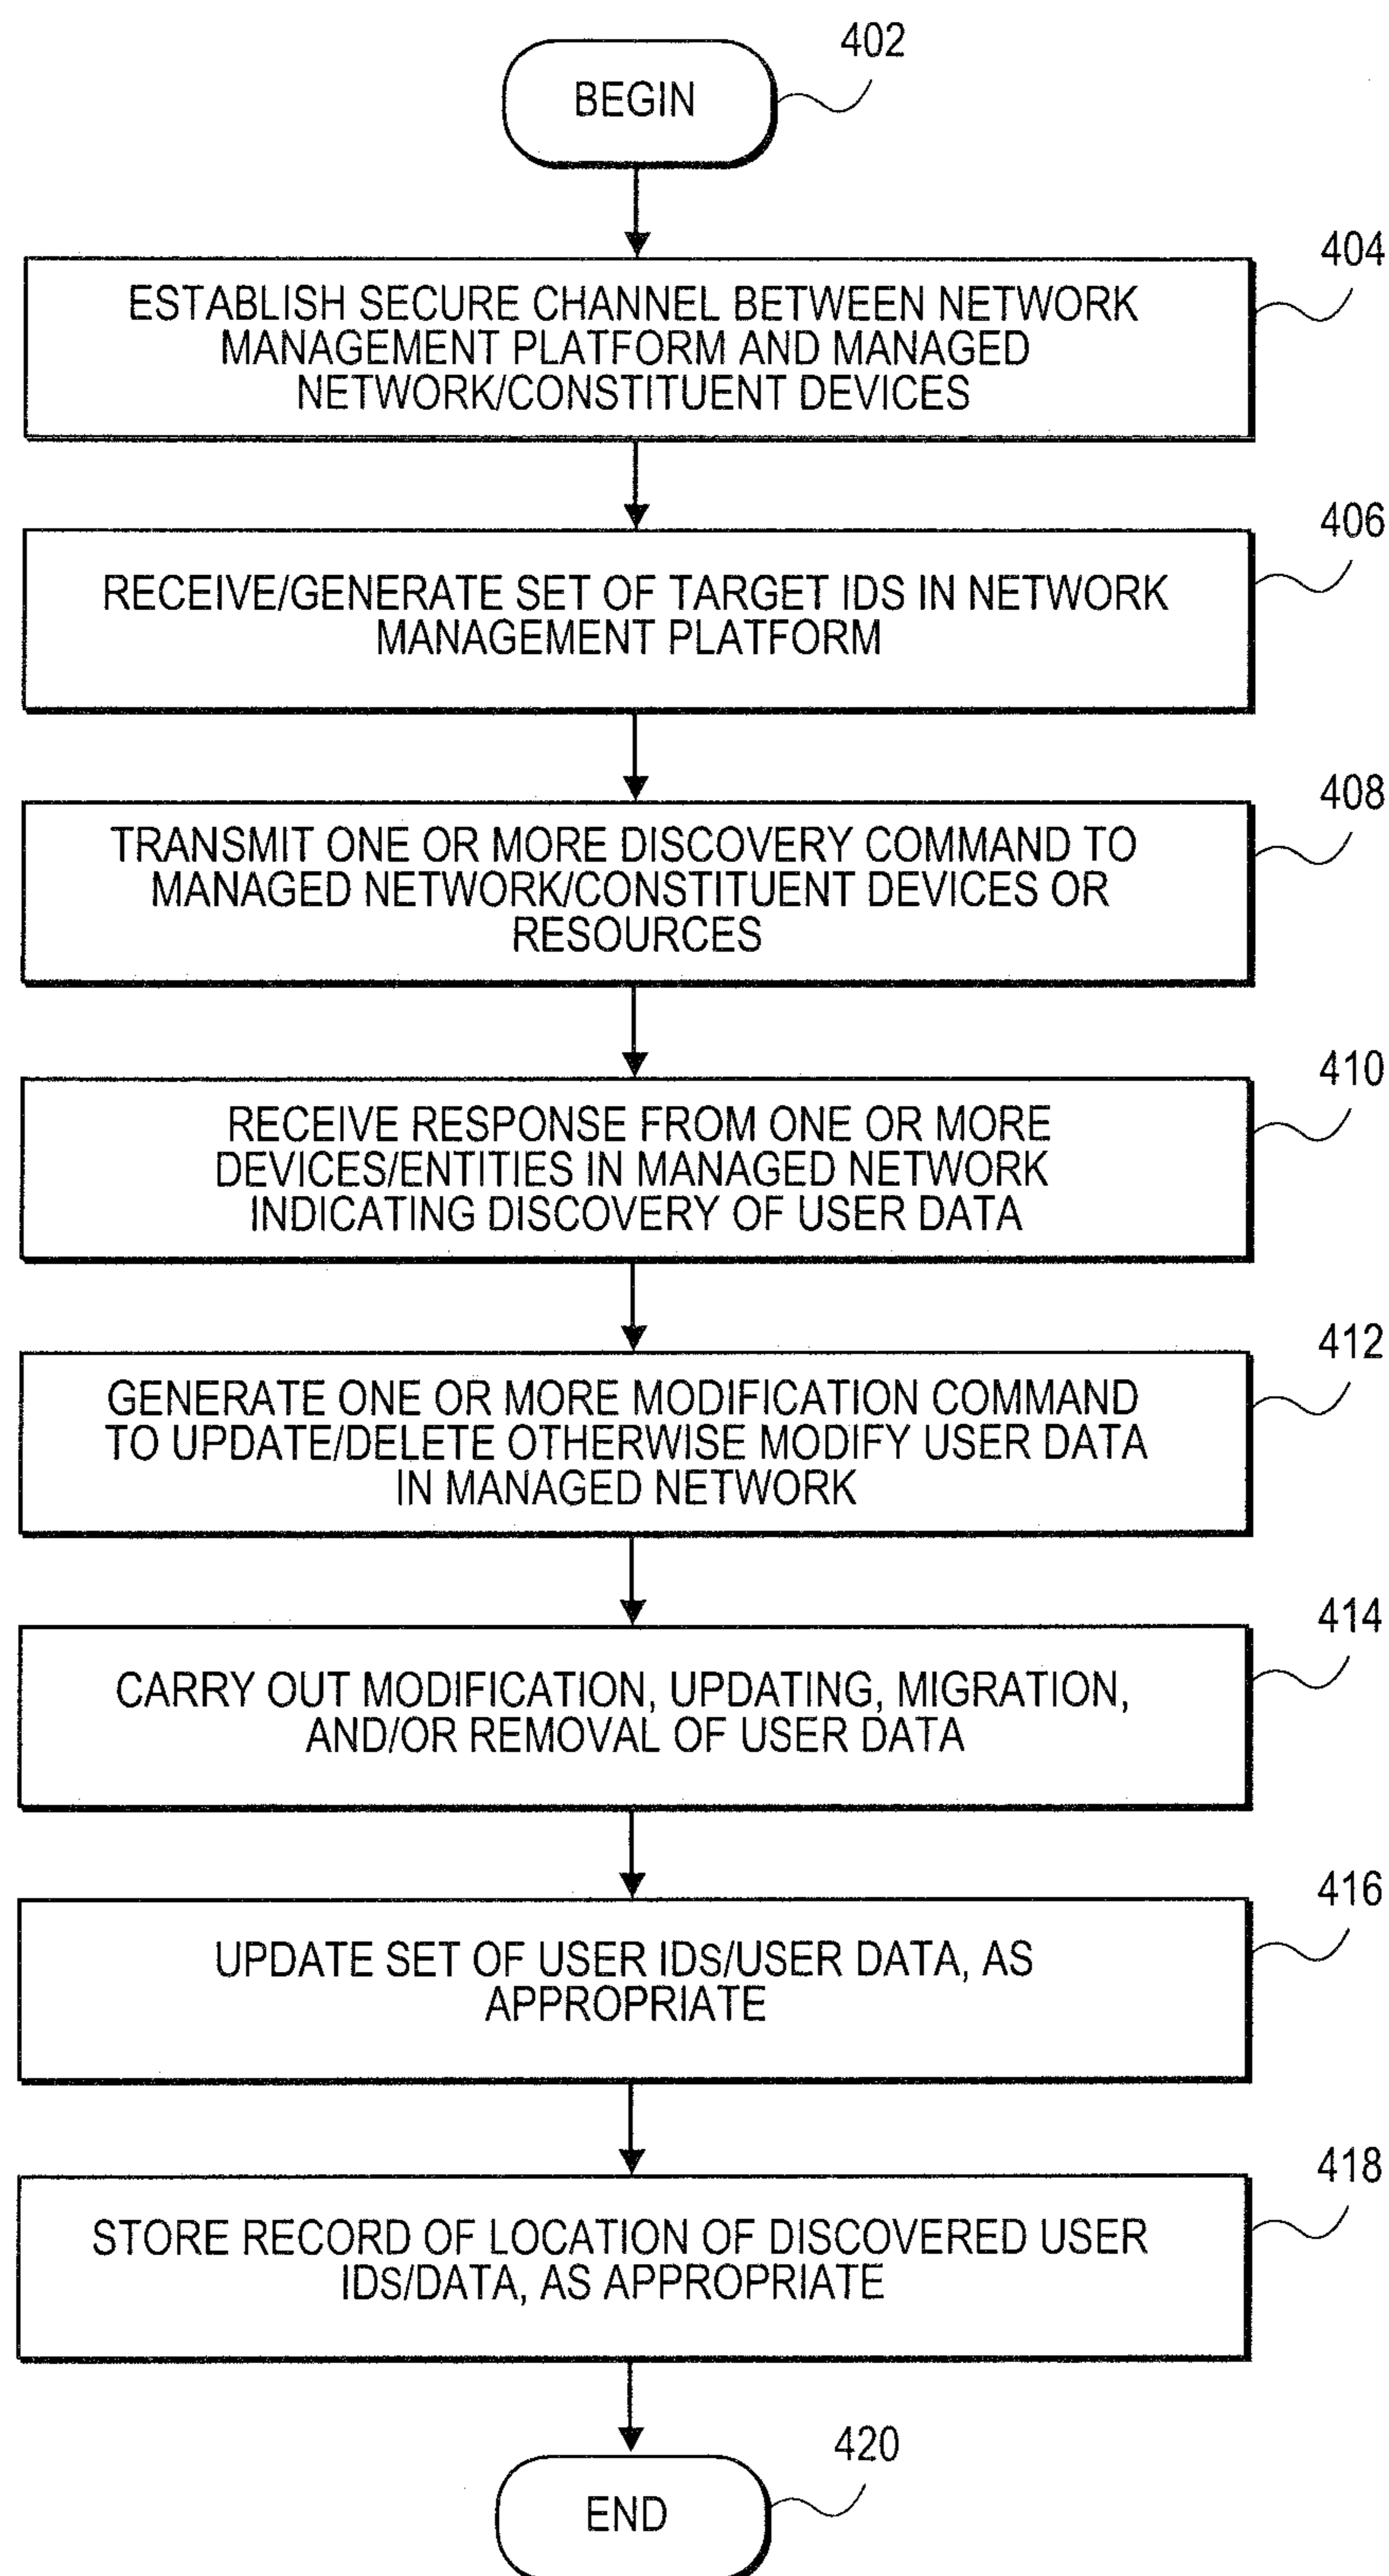 BEGIN
402
ESTABLISH SECURE CHANNEL BETWEEN NETWORK
MANAGEMENT PLATFORM AND MANAGED
NETWORK/CONSTITUENT DEVICES
404
RECEIVE/GENERATE SET OF TARGET IDS IN NETWORK
MANAGEMENT PLATFORM
406
TRANSMIT ONE OR MORE DISCOVERY COMMAND TO
MANAGED NETWORK/CONSTITUENT DEVICES OR
RESOURCES
408
RECEIVE RESPONSE FROM ONE OR MORE
DEVICES/ENTITIES IN MANAGED NETWORK
INDICATING DISCOVERY OF USER DATA
410
GENERATE ONE OR MORE MODIFICATION COMMAND
TO UPDATE/DELETE OTHERWISE MODIFY USER DATA
IN MANAGED NETWORK
412
CARRY OUT MODIFICATION, UPDATING, MIGRATION,
AND/OR REMOVAL OF USER DATA
414
UPDATE SET OF USER IDs/USER DATA, AS
APPROPRIATE
416
STORE RECORD OF LOCATION OF DISCOVERED USER
IDs/DATA, AS APPROPRIATE
418
END
420